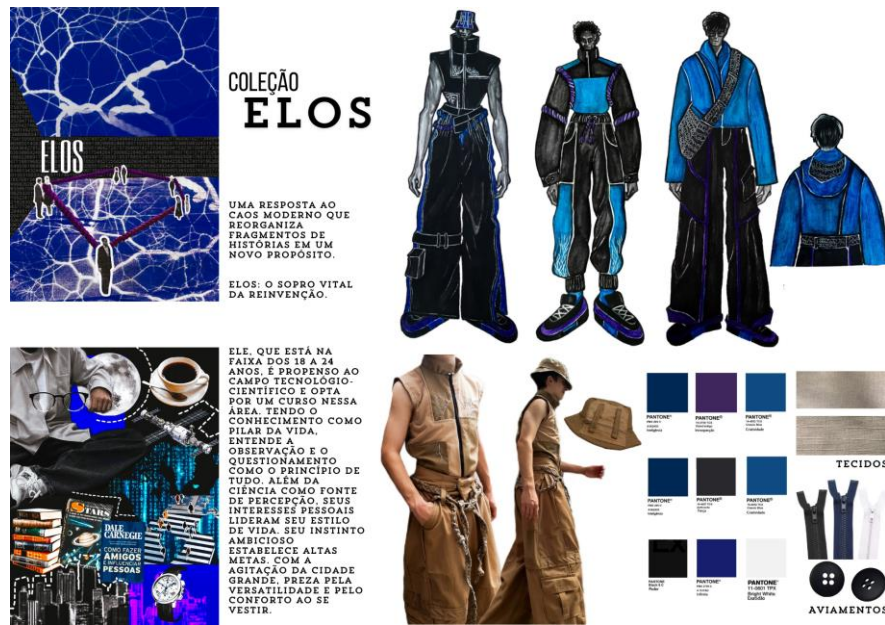 COLEÇÃO
ELOS
ELOS
UMA RESPOSTA AO
CAOS MODERNO QUE
REORGANIZA
FRAGMENTOS DE
HISTÓRIAS EM UM
NOVO PROPÓSITO.
ELOS: O SOPRO VITAL
DA REINVENÇÃO.
ELE, QUE ESTÁ NA
FAIXA DOS 18 A 24
ANOS, É PROPENSO AO
CAMPO TECNOLÓGIO-
CIENTÍFICO E OPTA
POR UM CURSO NESSA
ÁREA. TENDO O
CONHECIMENTO COMO
PILAR DA VIDA,
ENTENDE A
OBSERVAÇÃO E O
QUESTIONAMENTO
COMO O PRINCÍPIO DE
TUDO. ALÉM DA
CIÊNCIA COMO FONTE
DE PERCEPÇÃO, SEUS
INTERESSES PESSOAIS
LIDERAM SEU ESTILO
DE VIDA. SEU INSTINTO
AMBICIOSO
ESTABELECE ALTAS
METAS. COM A
AGITAÇÃO DA CIDADE
GRANDE, PREZA PELA
VERSATILIDADE E PELO
CONFORTO AO SE
VESTIR.
STARS
DALE
CARNEGIE
COMO FAZER
AMIGOS
E INFLUENCIAR
PESSOAS
PANTONE®
PANTONE®
PANTONE®
PANTONE®
PANTONE®
PANTONE®
PANTONE
PANTONE®
PANTONE®
11-0601 TPX
Bright White
TECIDOS
AVIAMENTOS